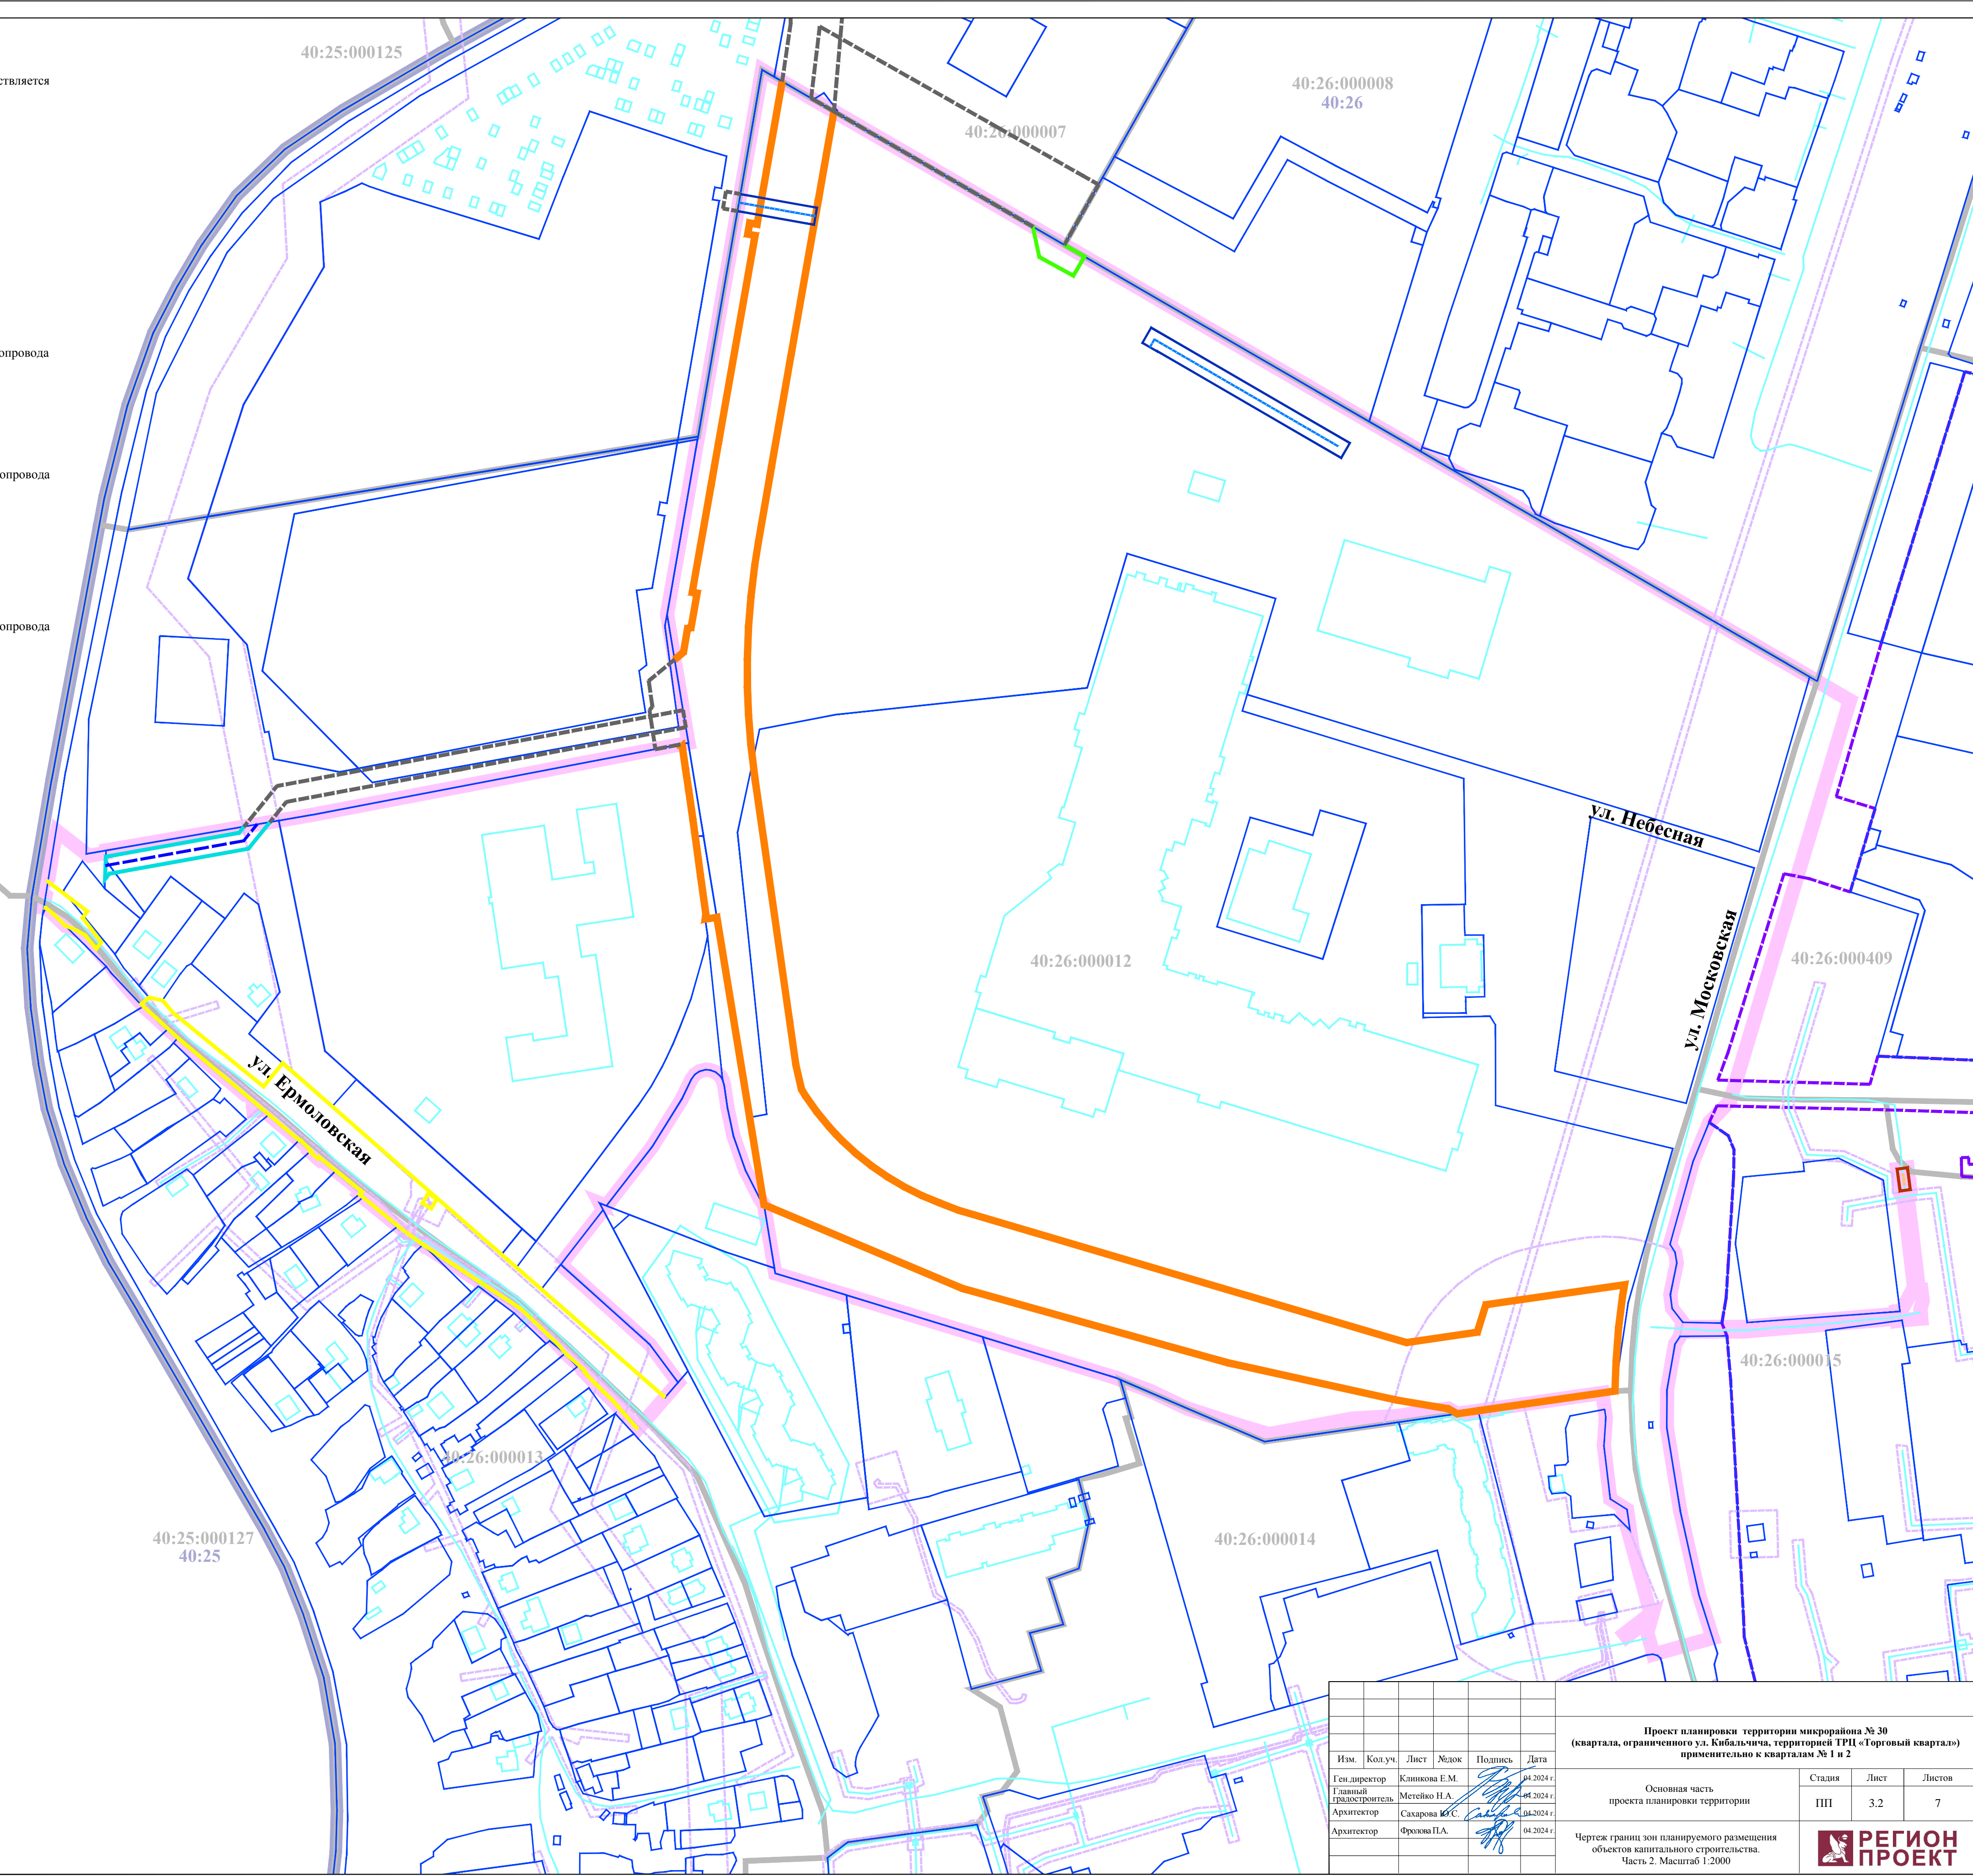 ствляется
опровода
опровода
опровода
40:25:000125
40:26:000007
40:26:000008
40:26
ул. Небесная
ул. Московская
40:26:000409
40:26:000012
ул. Ермоловская
40:26:000015
40:26:000013
40:25:000127
40:25
40:26:000014
Проект планировки территории микрорайона № 30
(квартала, ограниченного ул. Кибальчича, территорией ТРЦ «Торговый квартал»)
применительно к кварталам № 1 и 2
Изм. Кол.уч. Лист №док Подпись Дата
Ген.директор Клинкова Е.М. 04.2024 г.
Главный градостроитель Метейко Н.А. 04.2024 г.
Архитектор Сахарова Ю.С. 04.2024 г.
Архитектор Фролова П.А. 04.2024 г.
Основная часть
проекта планировки территории
Стадия Лист Листов
ПП 3.2 7
Чертеж границ зон планируемого размещения
объектов капитального строительства.
Часть 2. Масштаб 1:2000
РЕГИОН
ПРОЕКТ